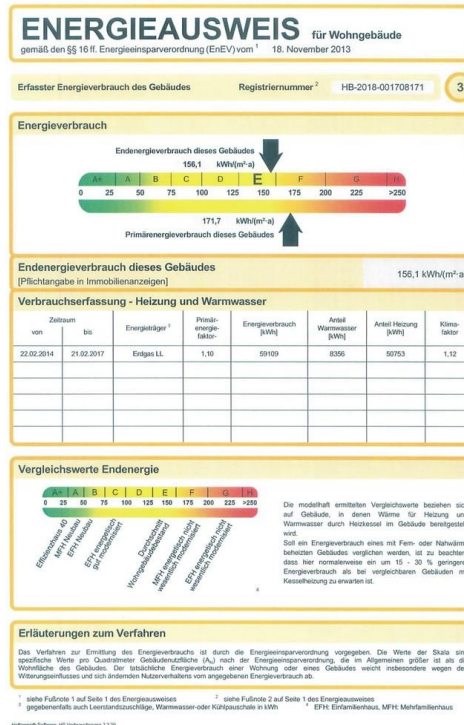 ENERGIEAUSWEIS für Wohngebäude
gemäß den §§ 16 ff. Energieeinsparverordnung (EnEV) vom ¹ 18. November 2013
Erfasster Energieverbrauch des Gebäudes Registriernummer ² HB-2018-001708171 3
Energieverbrauch
Endenergieverbrauch dieses Gebäudes
156,1 kWh/(m²·a)
A+ A B C D E F G H
0 25 50 75 100 125 150 175 200 225 >250
171,7 kWh/(m²·a)
Primärenergieverbrauch dieses Gebäudes
Endenergieverbrauch dieses Gebäudes
[Pflichtangabe in Immobilienanzeigen]
156,1 kWh/(m²·a
Verbrauchserfassung - Heizung und Warmwasser
Zeitraum
von bis
Energieträger ³
Primär-
energie-
faktor-
Energieverbrauch
[kWh]
Anteil
Warmwasser
[kWh]
Anteil Heizung
[kWh]
Klima-
faktor
22.02.2014 21.02.2017 Erdgas LL 1,10 59109 8356 50753 1,12
Vergleichswerte Endenergie
A+ A B C D E F G H
0 25 50 75 100 125 150 175 200 225 >250
Effizienzhaus 40
MFH Neubau
EFH Neubau
EFH energetisch
gut modernisiert
Durchschnitt
Wohngebäudebestand
MFH energetisch nicht
wesentlich modernisiert
EFH energetisch nicht
wesentlich modernisiert
4
Die modellhaft ermittelten Vergleichswerte beziehen sic
auf Gebäude, in denen Wärme für Heizung un
Warmwasser durch Heizkessel im Gebäude bereitgestel
wird.
Soll ein Energieverbrauch eines mit Fern- oder Nahwärm
beheizten Gebäudes verglichen werden, ist zu beachten
dass hier normalerweise ein um 15 - 30 % geringere
Energieverbrauch als bei vergleichbaren Gebäuden m
Kesselheizung zu erwarten ist.
Erläuterungen zum Verfahren
Das Verfahren zur Ermittlung des Energieverbrauchs ist durch die Energieeinsparverordnung vorgegeben. Die Werte der Skala sin
spezifische Werte pro Quadratmeter Gebäudenutzfläche (Aₙ) nach der Energieeinsparverordnung, die im Allgemeinen größer ist als di
Wohnfläche des Gebäudes. Der tatsächliche Energieverbrauch einer Wohnung oder eines Gebäudes weicht insbesondere wegen de
Witterungseinflusses und sich ändernden Nutzerverhaltens vom angegebenen Energieverbrauch ab.
¹ siehe Fußnote 1 auf Seite 1 des Energieausweises ² siehe Fußnote 2 auf Seite 1 des Energieausweises
³ gegebenenfalls auch Leerstandszuschläge, Warmwasser-oder Kühlpauschale in kWh ⁴ EFH: Einfamilienhaus, MFH: Mehrfamilienhaus